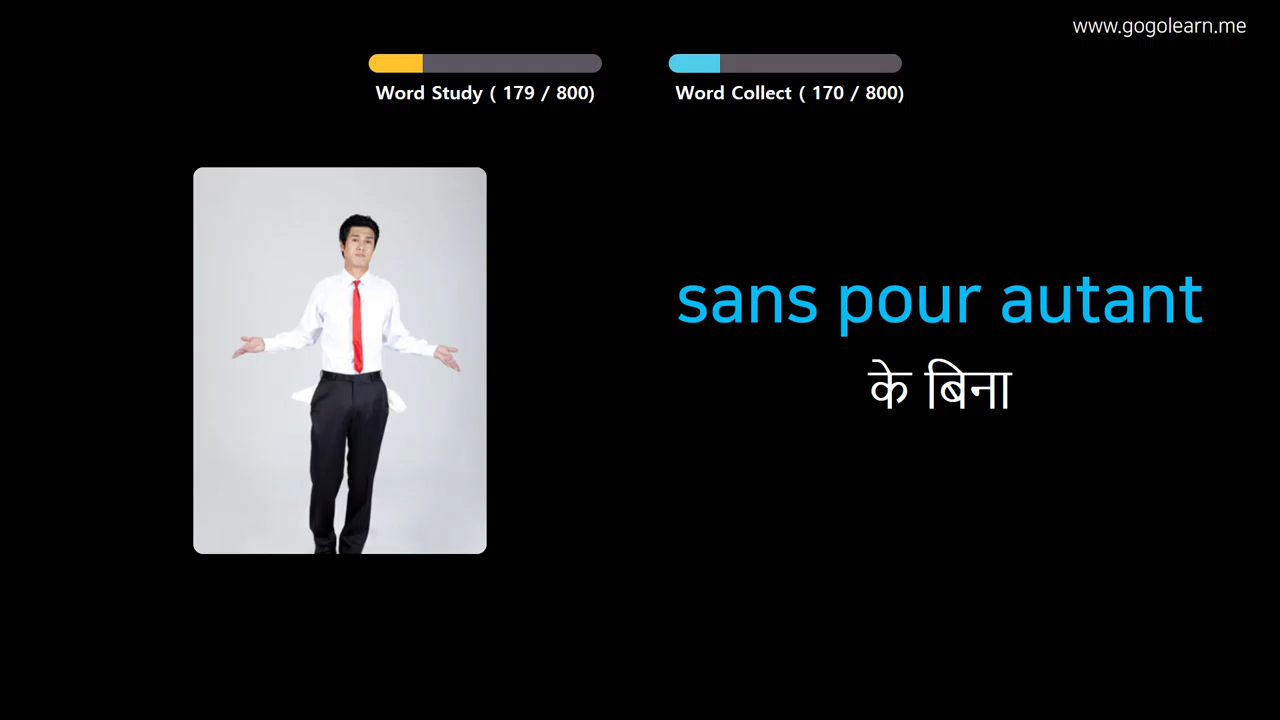 www.gogolearn.me
Word Study ( 179 / 800)
Word Collect ( 170 / 800)
sans pour autant
के बिना